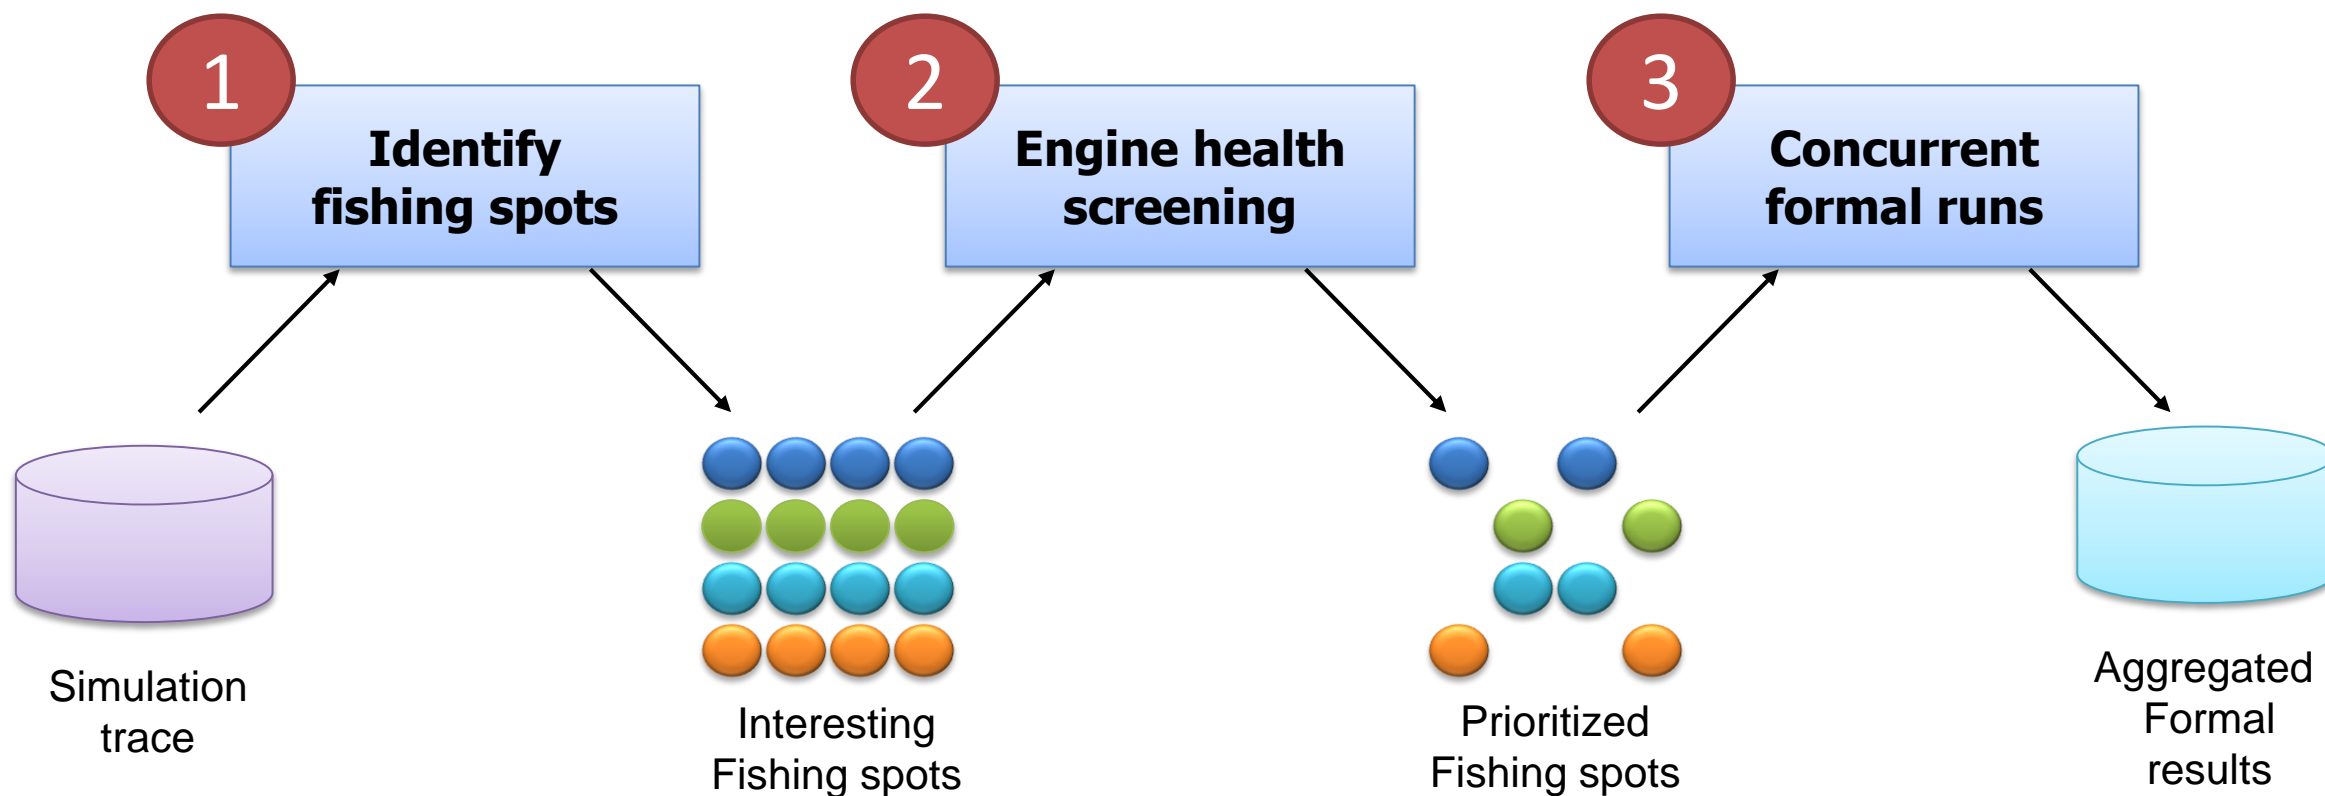 1
Identify
fishing spots
2
Engine health
screening
3
Concurrent
formal runs
Simulation
trace
Interesting
Fishing spots
Prioritized
Fishing spots
Aggregated
Formal
results